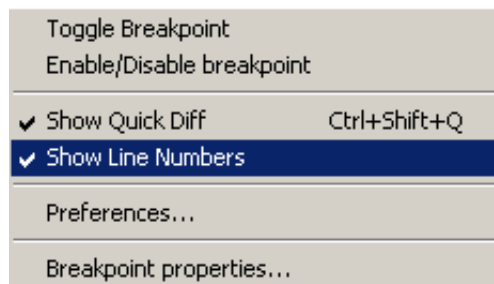 Toggle Breakpoint
Enable/Disable breakpoint
Show Quick Diff Ctrl+Shift+Q
Show Line Numbers
Preferences...
Breakpoint properties...